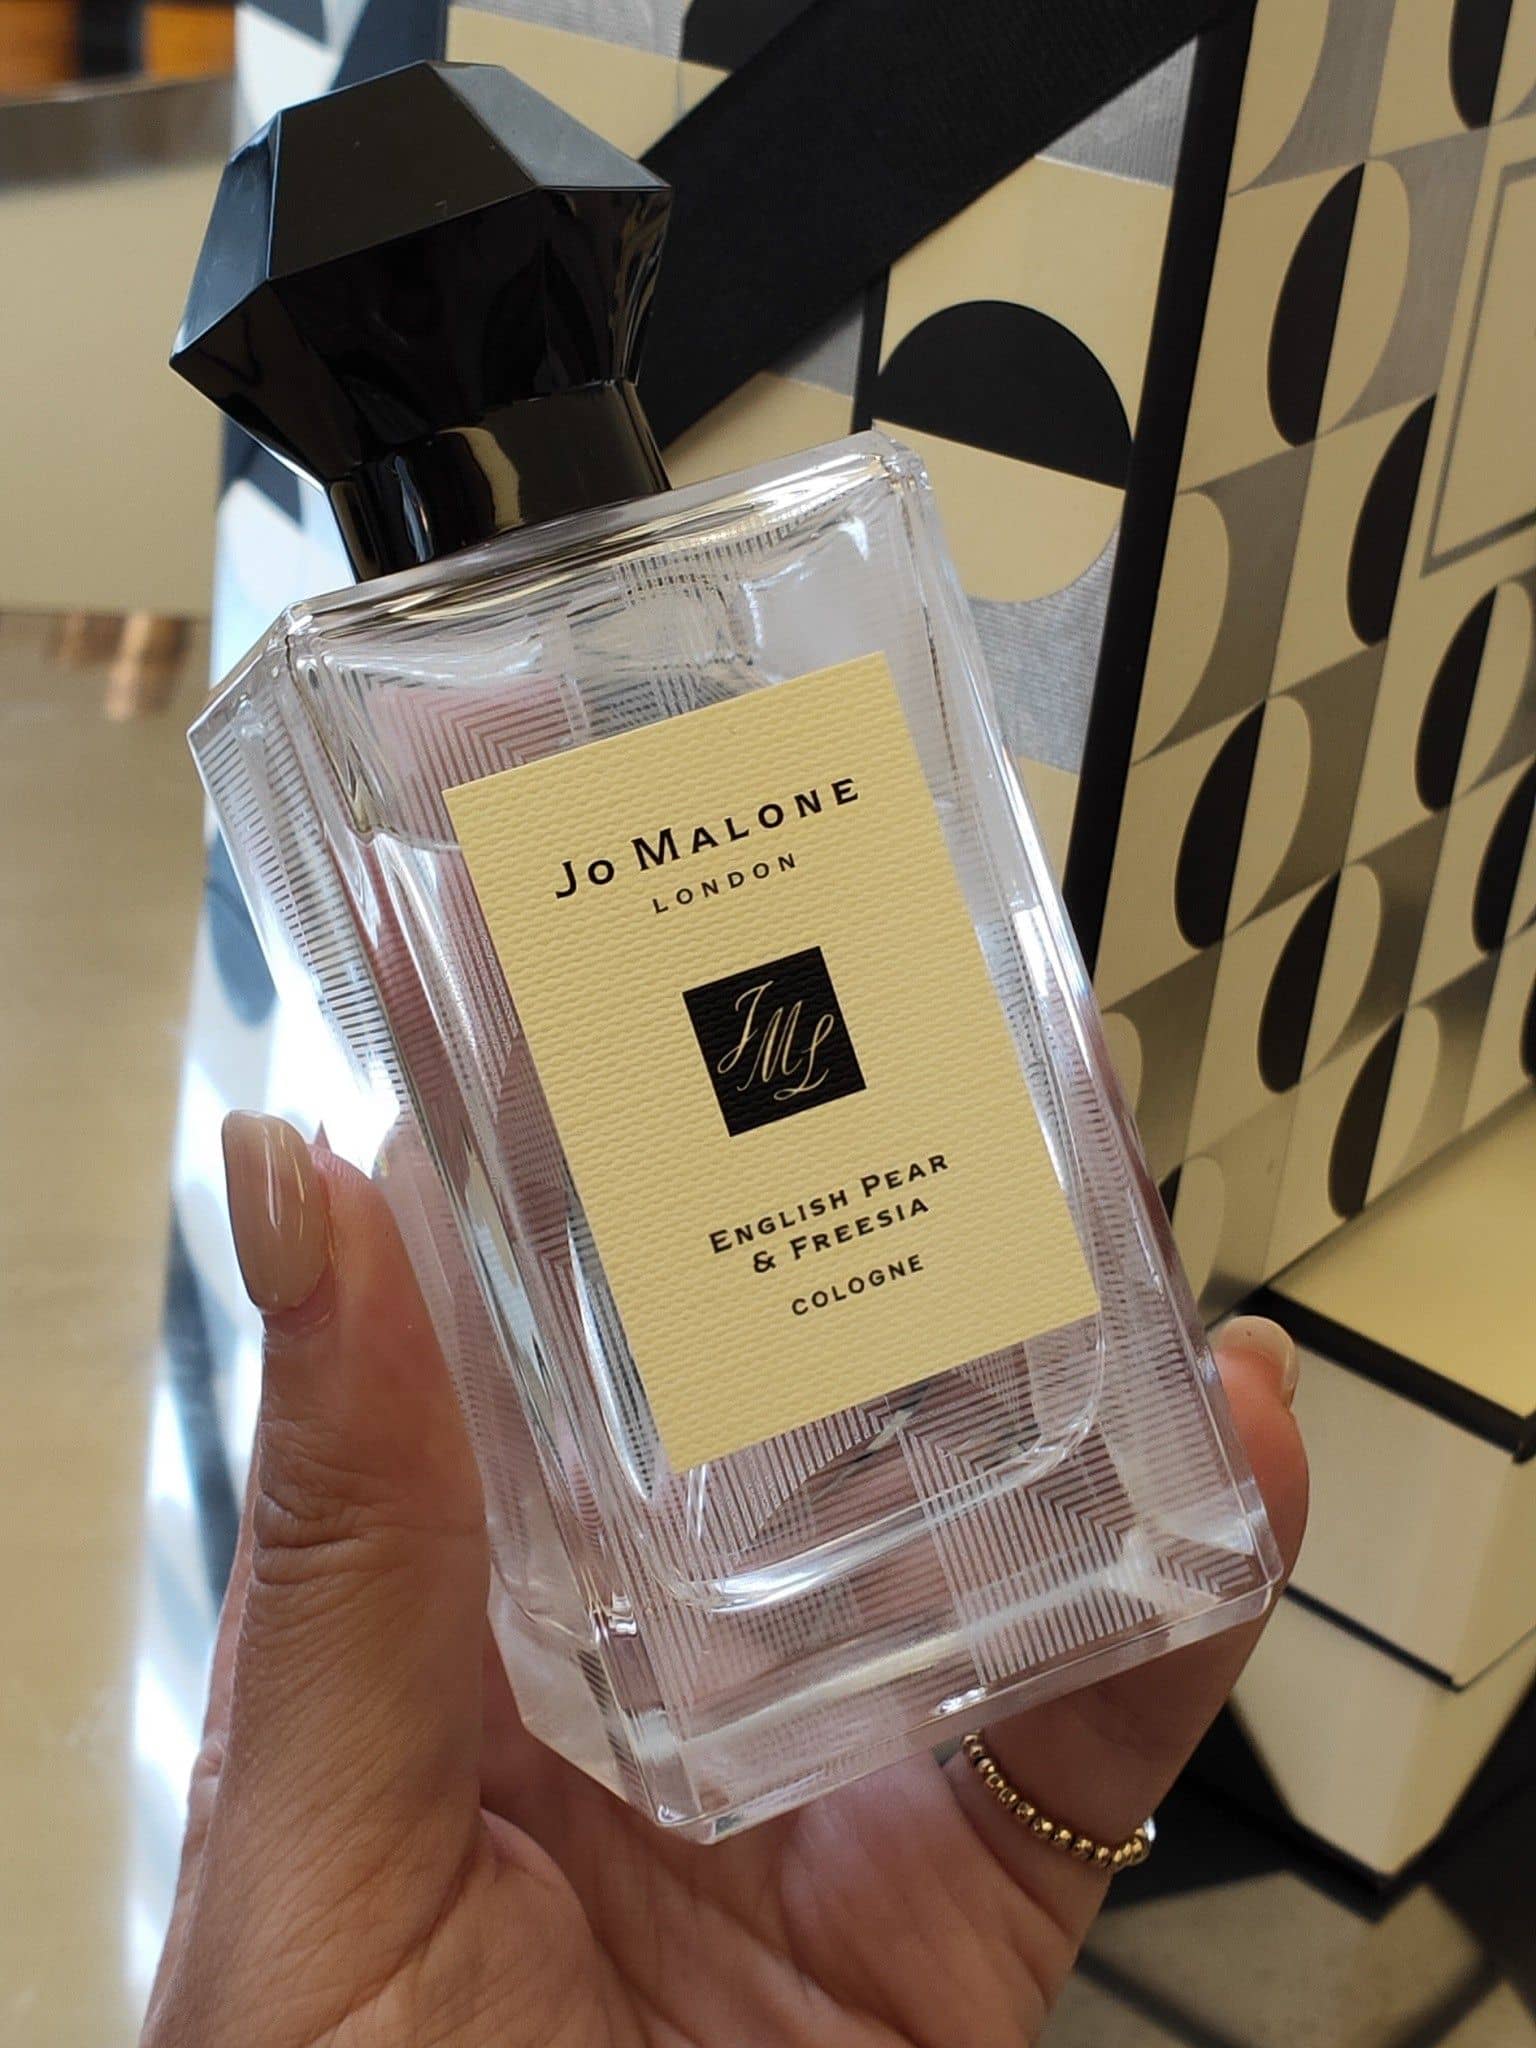 Jo Malone
LONDON
JML
English Pear
& Freesia
COLOGNE